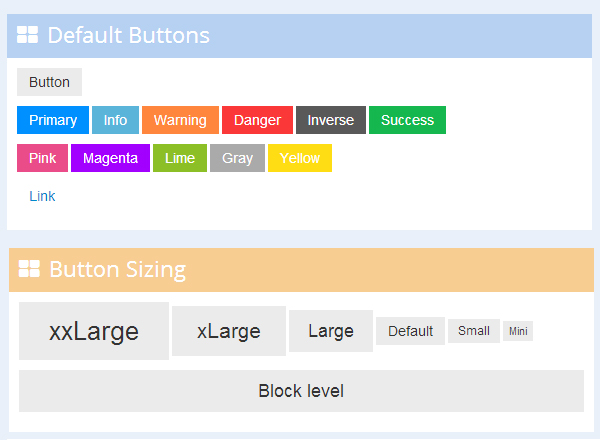 Default Buttons
Button
Primary Info Warning Danger Inverse Success
Pink Magenta Lime Gray Yellow
Link
Button Sizing
xxLarge xLarge Large Default Small Mini
Block level